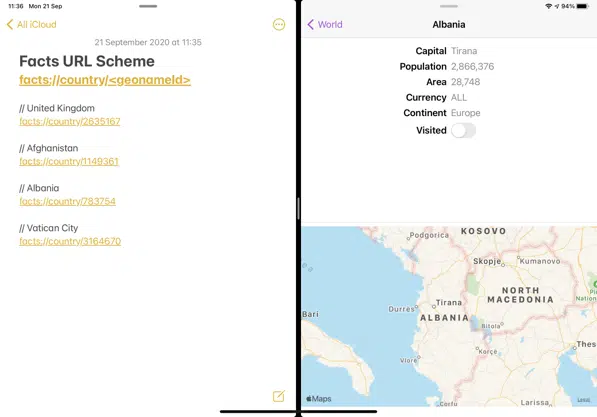 11:36 Mon 21 Sep
94%
All iCloud
21 September 2020 at 11:35
Facts URL Scheme
facts://country/<geonameId>
// United Kingdom
facts://country/2635167
// Afghanistan
facts://country/1149361
// Albania
facts://country/783754
// Vatican City
facts://country/3164670
World
Albania
Capital Tirana
Population 2,866,376
Area 28,748
Currency ALL
Continent Europe
Visited
Podgorica
KOSOVO
Skopje
Kumanovo
NORTH
MACEDONIA
Durres
Tirana
ALBANIA
Bari
Bitola
Thes
Vlorë
Korçë
Corfu
Larissa
Maps
Legal